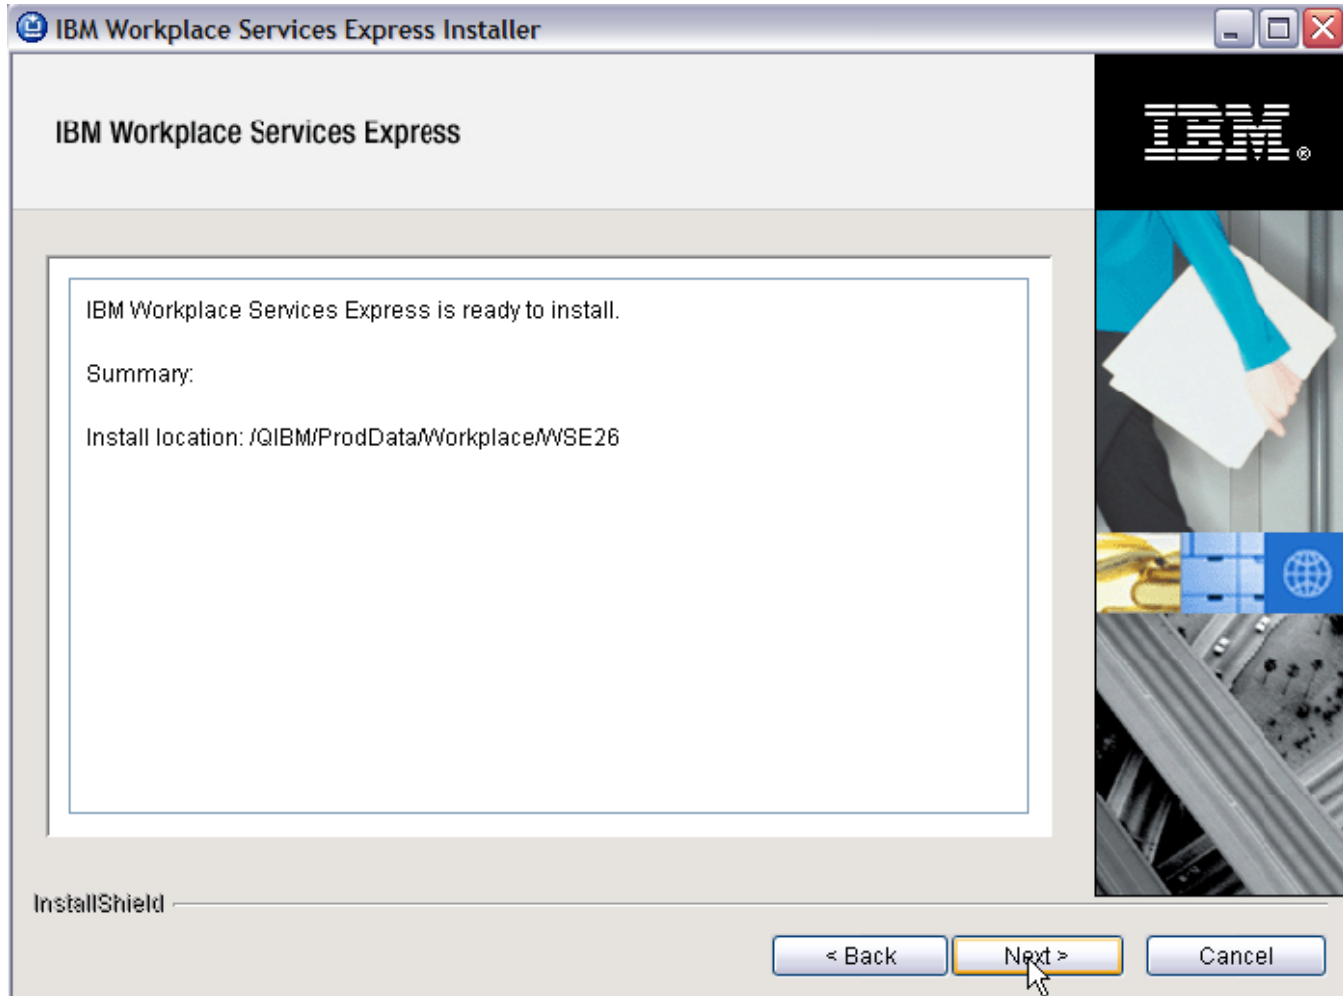 IBM Workplace Services Express Installer
IBM Workplace Services Express
IBM®
IBM Workplace Services Express is ready to install.
Summary:
Install location: /QIBM/ProdData/Workplace/WSE26
InstallShield
< Back
Next >
Cancel